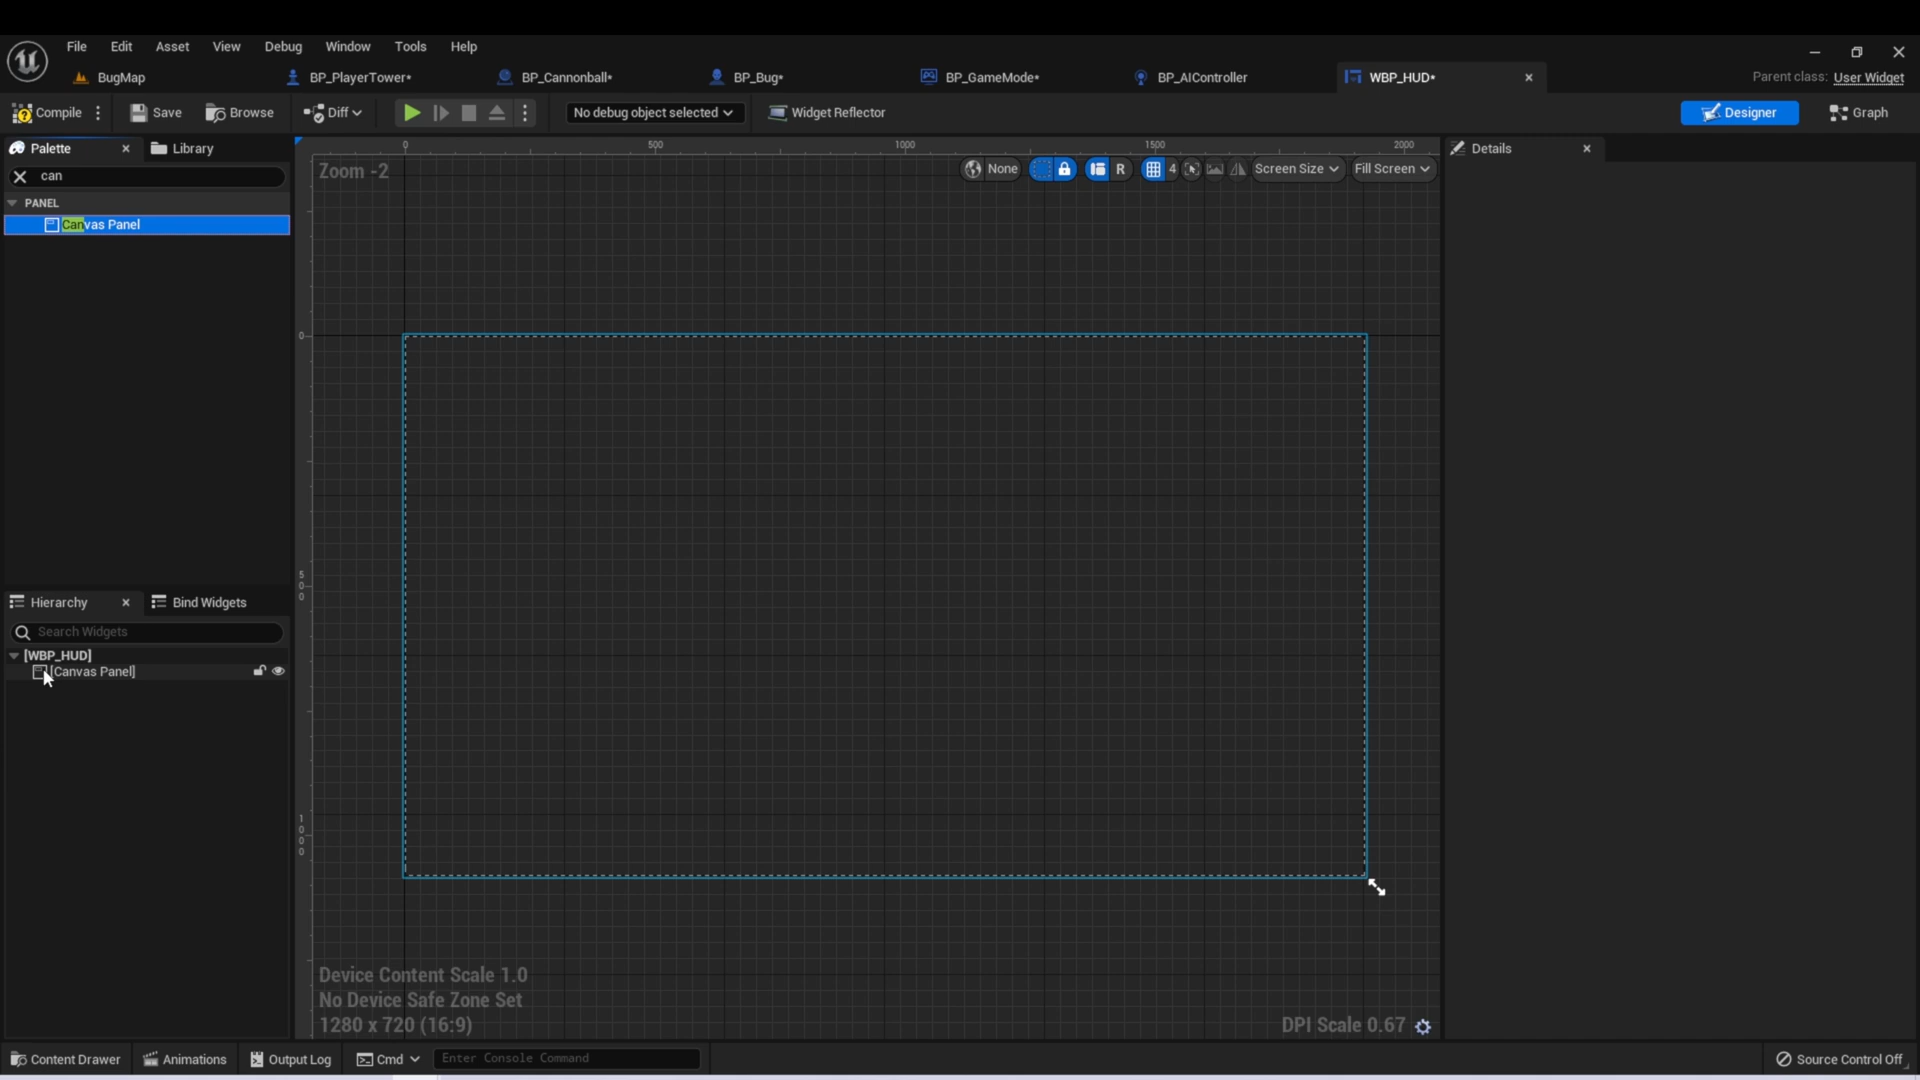 File Edit Asset View Debug Window Tools Help
BugMap BP_PlayerTower* BP_Cannonball* BP_Bug* BP_GameMode* BP_AIController WBP_HUD* Parent class: User Widget
Compile Save Browse Diff No debug object selected Widget Reflector Designer Graph
Palette Library Details
0 500 1000 1500 2000
can
Zoom -2 None R 4 Screen Size Fill Screen
PANEL
Canvas Panel
0
500
Hierarchy Bind Widgets
Search Widgets
[WBP_HUD]
[Canvas Panel]
1000
Device Content Scale 1.0
No Device Safe Zone Set
1280 x 720 (16:9) DPI Scale 0.67
Content Drawer Animations Output Log Cmd Enter Console Command Source Control Off